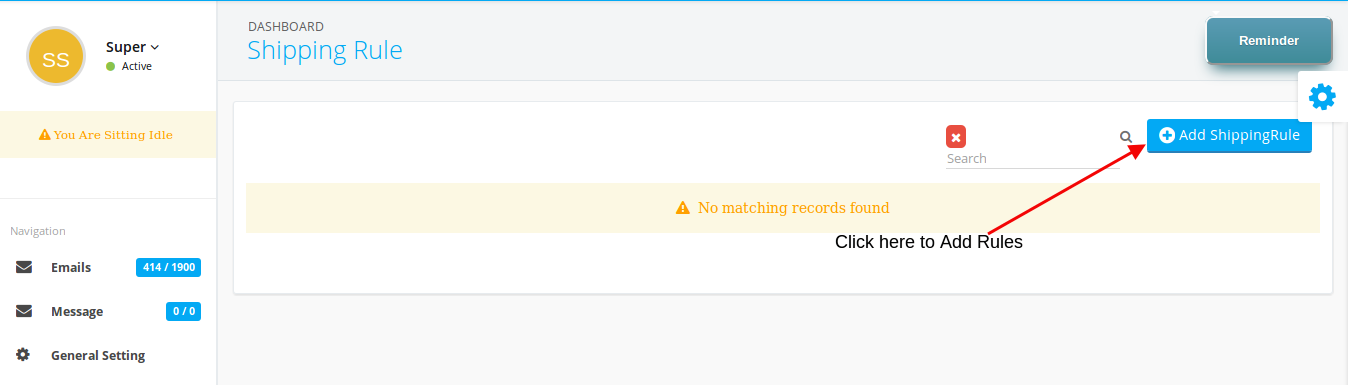 SS
Super
Active
You Are Sitting Idle
Navigation
Emails
414 / 1900
Message
0 / 0
General Setting
DASHBOARD
Shipping Rule
Reminder
Search
Add ShippingRule
No matching records found
Click here to Add Rules